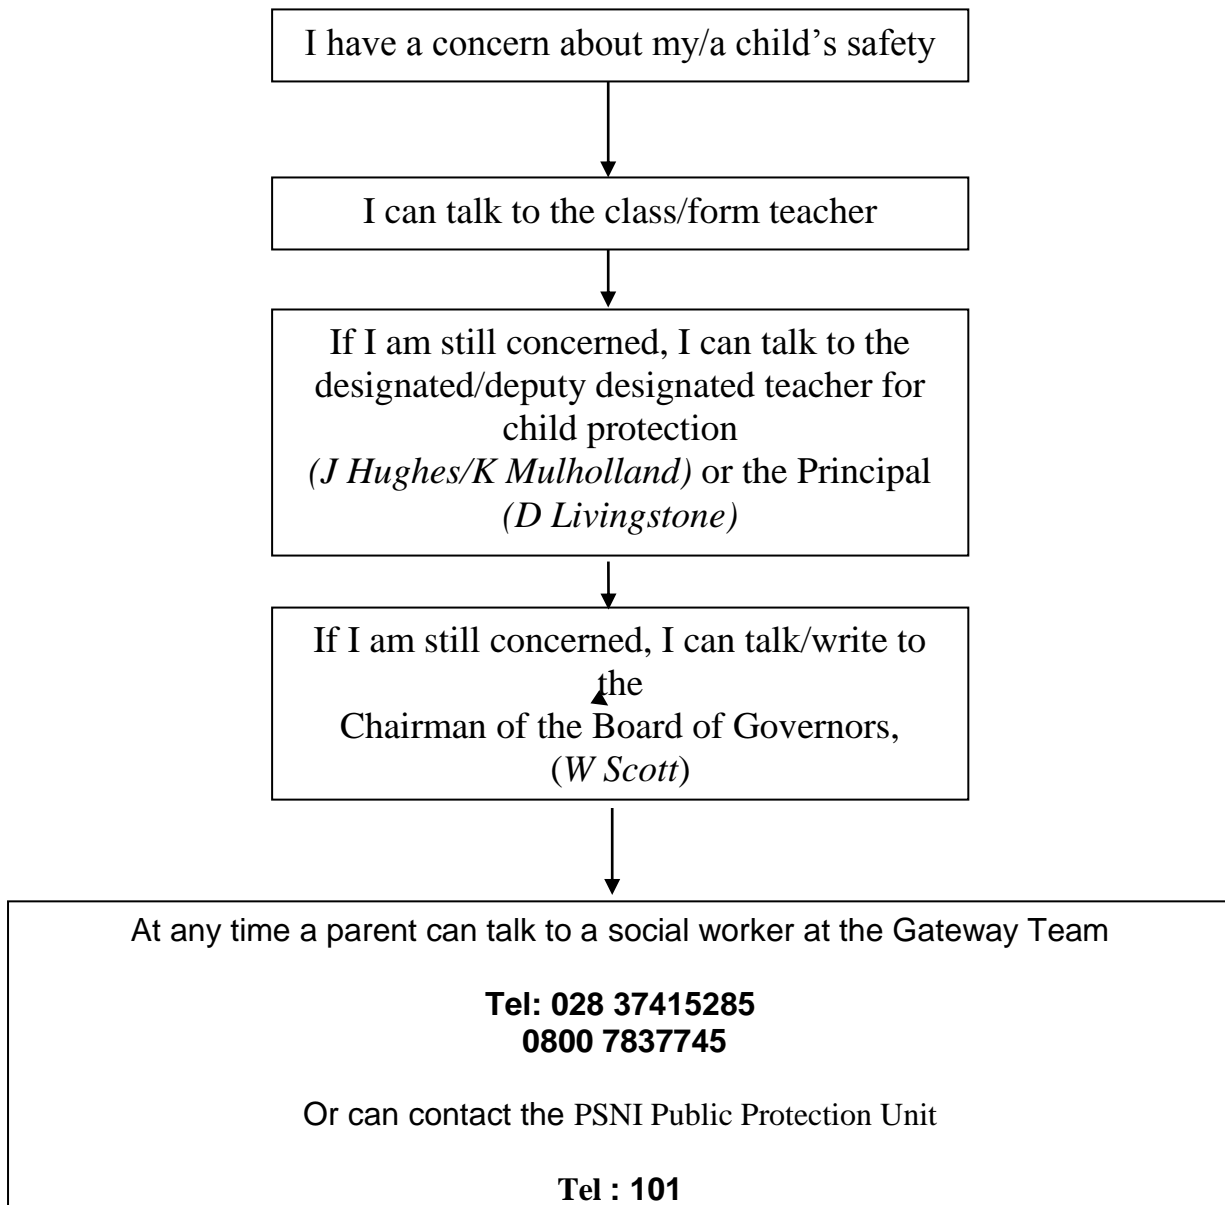 I have a concern about my/a child’s safety
I can talk to the class/form teacher
If I am still concerned, I can talk to the
designated/deputy designated teacher for
child protection
(J Hughes/K Mulholland) or the Principal
(D Livingstone)
If I am still concerned, I can talk/write to
the
Chairman of the Board of Governors,
(W Scott)
At any time a parent can talk to a social worker at the Gateway Team
Tel: 028 37415285
0800 7837745
Or can contact the PSNI Public Protection Unit
Tel : 101